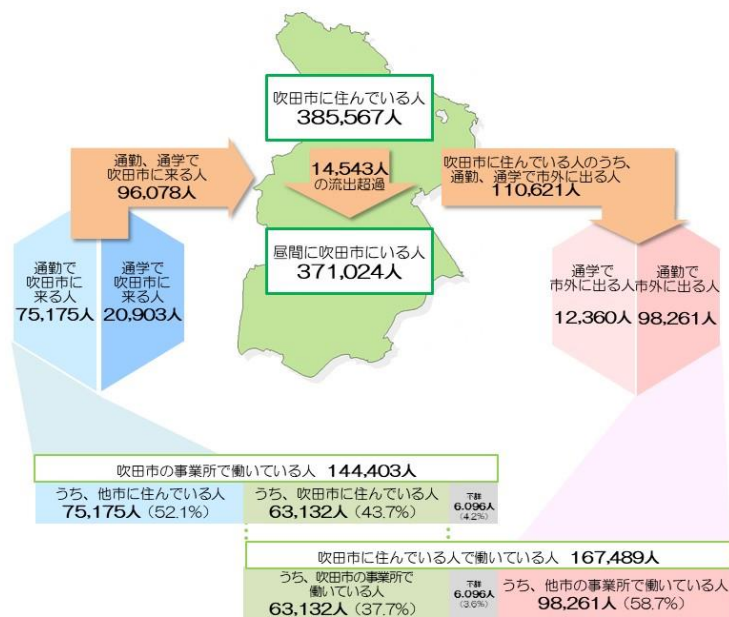 吹田市に住んでいる人
385,567人
通勤、通学で
吹田市に来る人
96,078人
14,543人
の流出超過
吹田市に住んでいる人のうち、
通勤、通学で市外に出る人
110,621人
昼間に吹田市にいる人
371,024人
通勤で
吹田市に
来る人
75,175人
通学で
吹田市に
来る人
20,903人
通学で
市外に出る人
12,360人
通勤で
市外に出る人
98,261人
吹田市の事業所で働いている人 144,403人
うち、他市に住んでいる人
75,175人(52.1%)
うち、吹田市に住んでいる人
63,132人(43.7%)
不詳
6.096人
(4.2%)
吹田市に住んでいる人で働いている人 167,489人
うち、吹田市の事業所で
働いている人
63,132人(37.7%)
不詳
6.096人
(3.6%)
うち、他市の事業所で働いている人
98,261人(58.7%)